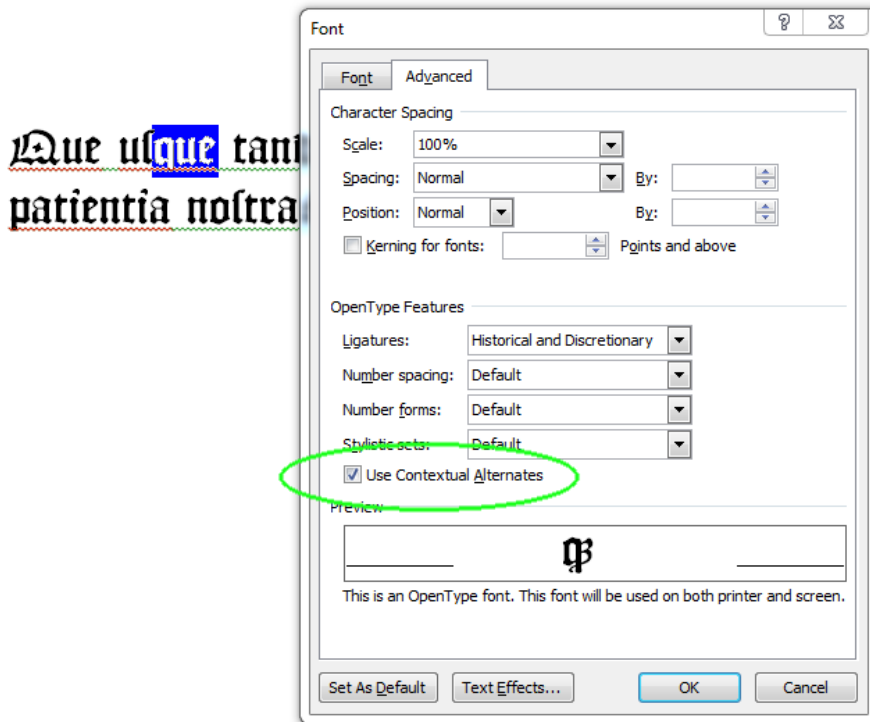 Font
Font Advanced
Que uſque tani
patientia noſtra
Character Spacing
Scale: 100%
Spacing: Normal By:
Position: Normal By:
Kerning for fonts: Points and above
OpenType Features
Ligatures: Historical and Discretionary
Number spacing: Default
Number forms: Default
Stylistic sets: Default
Use Contextual Alternates
Preview
This is an OpenType font. This font will be used on both printer and screen.
Set As Default Text Effects... OK Cancel